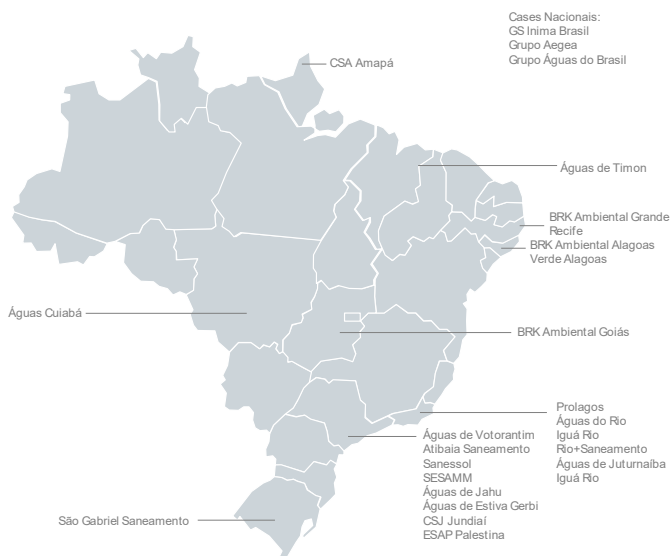 Cases Nacionais:
GS Inima Brasil
Grupo Aegea
Grupo Águas do Brasil
CSA Amapá
Águas de Timon
BRK Ambiental Grande
Recife
BRK Ambiental Alagoas
Verde Alagoas
Águas Cuiabá
BRK Ambiental Goiás
Prolagos
Águas do Rio
Iguá Rio
Rio+Saneamento
Águas de Juturnaíba
Iguá Rio
Águas de Votorantim
Atibaia Saneamento
Sanessol
SESAMM
Águas de Jahu
Águas de Estiva Gerbi
CSJ Jundiaí
ESAP Palestina
São Gabriel Saneamento